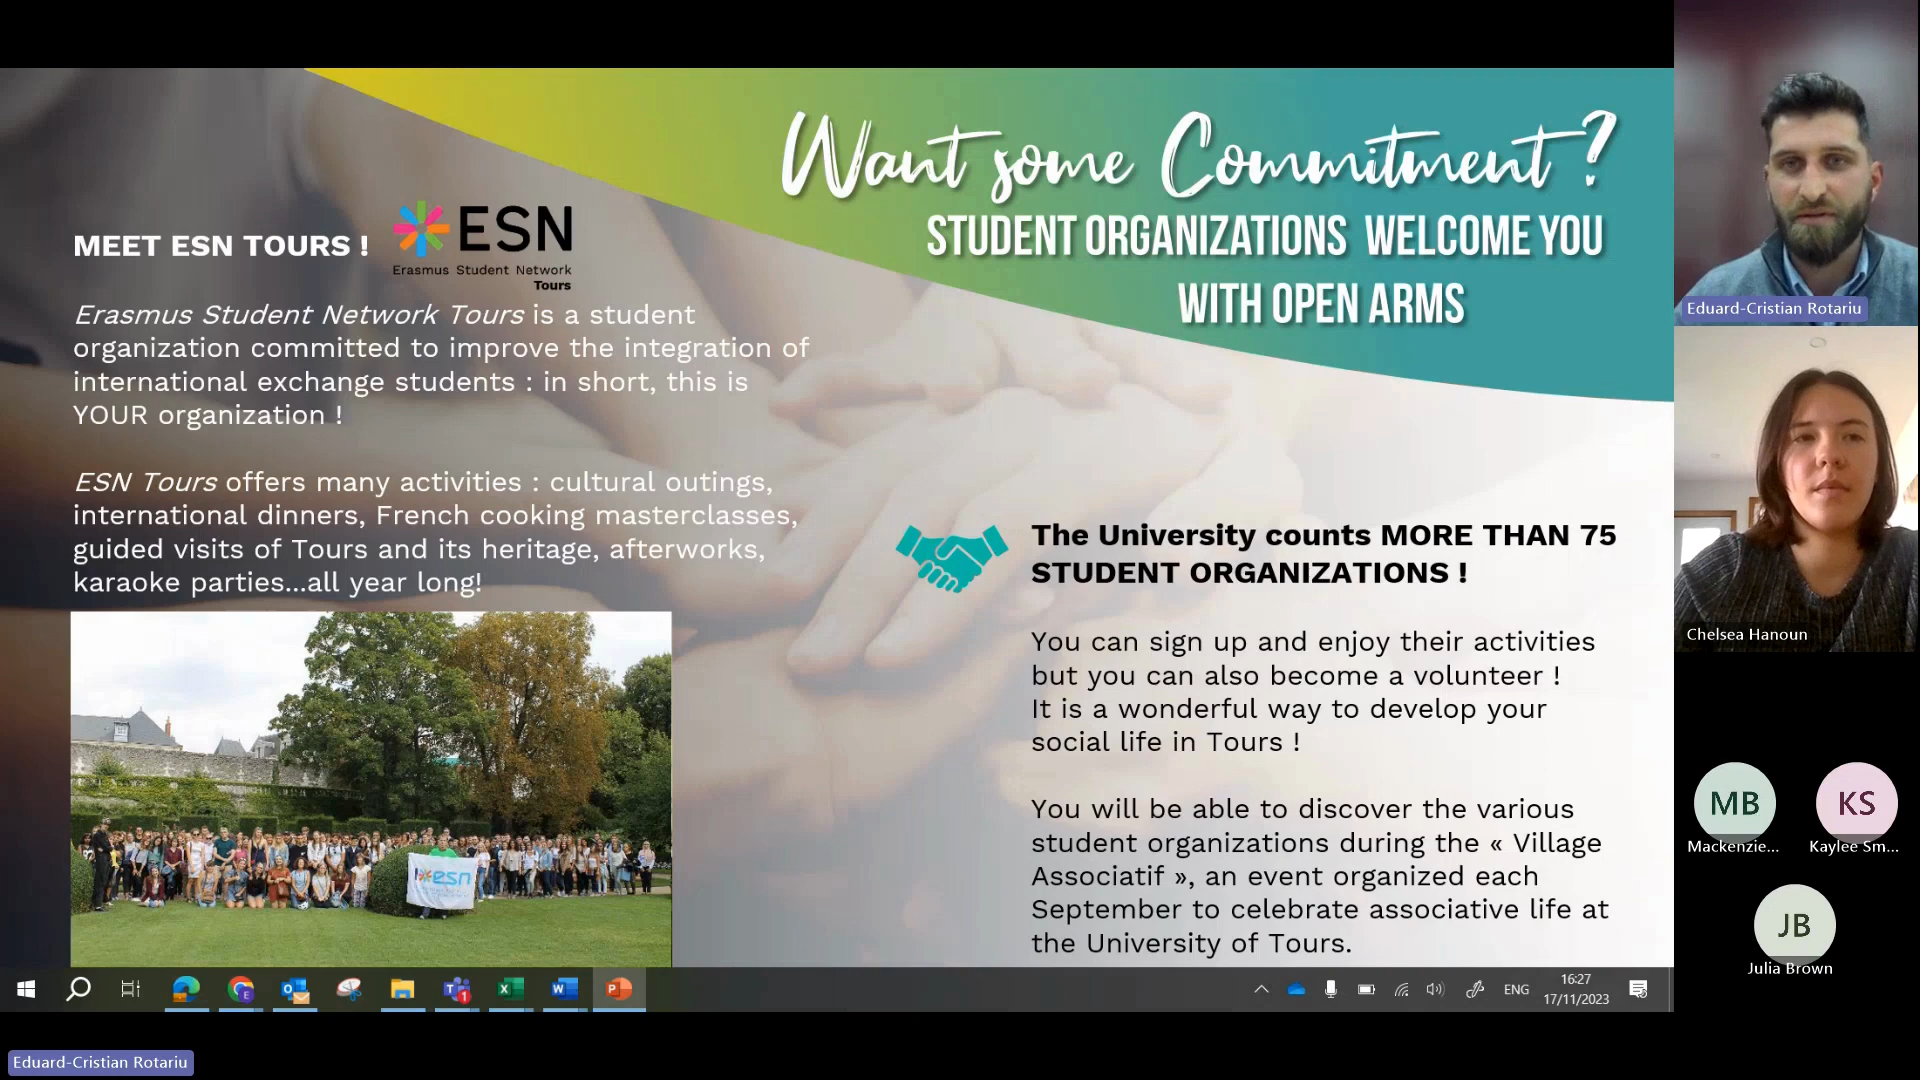 Want some Commitment ?
STUDENT ORGANIZATIONS WELCOME YOU
WITH OPEN ARMS
MEET ESN TOURS !
ESN
Erasmus Student Network
Tours
Erasmus Student Network Tours is a student
organization committed to improve the integration of
international exchange students : in short, this is
YOUR organization !
ESN Tours offers many activities : cultural outings,
international dinners, French cooking masterclasses,
guided visits of Tours and its heritage, afterworks,
karaoke parties...all year long!
esn
The University counts MORE THAN 75
STUDENT ORGANIZATIONS !
You can sign up and enjoy their activities
but you can also become a volunteer !
It is a wonderful way to develop your
social life in Tours !
You will be able to discover the various
student organizations during the « Village
Associatif », an event organized each
September to celebrate associative life at
the University of Tours.
Eduard-Cristian Rotariu
Chelsea Hanoun
MB
Mackenzie...
KS
Kaylee Sm...
JB
Julia Brown
ENG
16:27
17/11/2023
Eduard-Cristian Rotariu